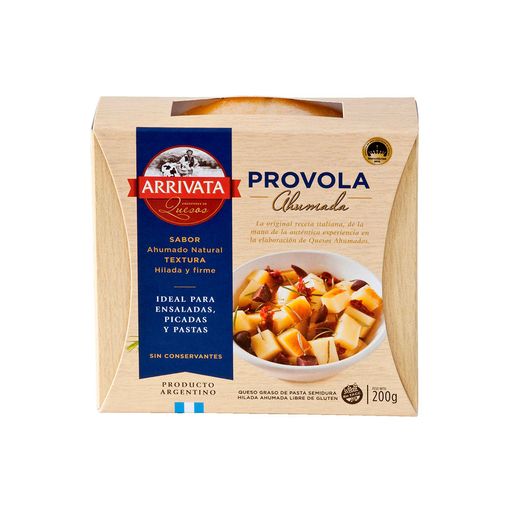 ARRIVATA
Quesos
SABOR
Ahumado Natural
TEXTURA
Hilada y firme
IDEAL PARA
ENSALADAS,
PICADAS
Y PASTAS
SIN CONSERVANTES
PRODUCTO
ARGENTINO
PROVOLA
Ahumada
La original receta italiana, de la
mano de la auténtica experiencia en
la elaboración de Quesos Ahumados.
QUESO GRASO DE PASTA SEMIDURA
HILADA AHUMADA LIBRE DE GLUTEN
PESO NETO
200g